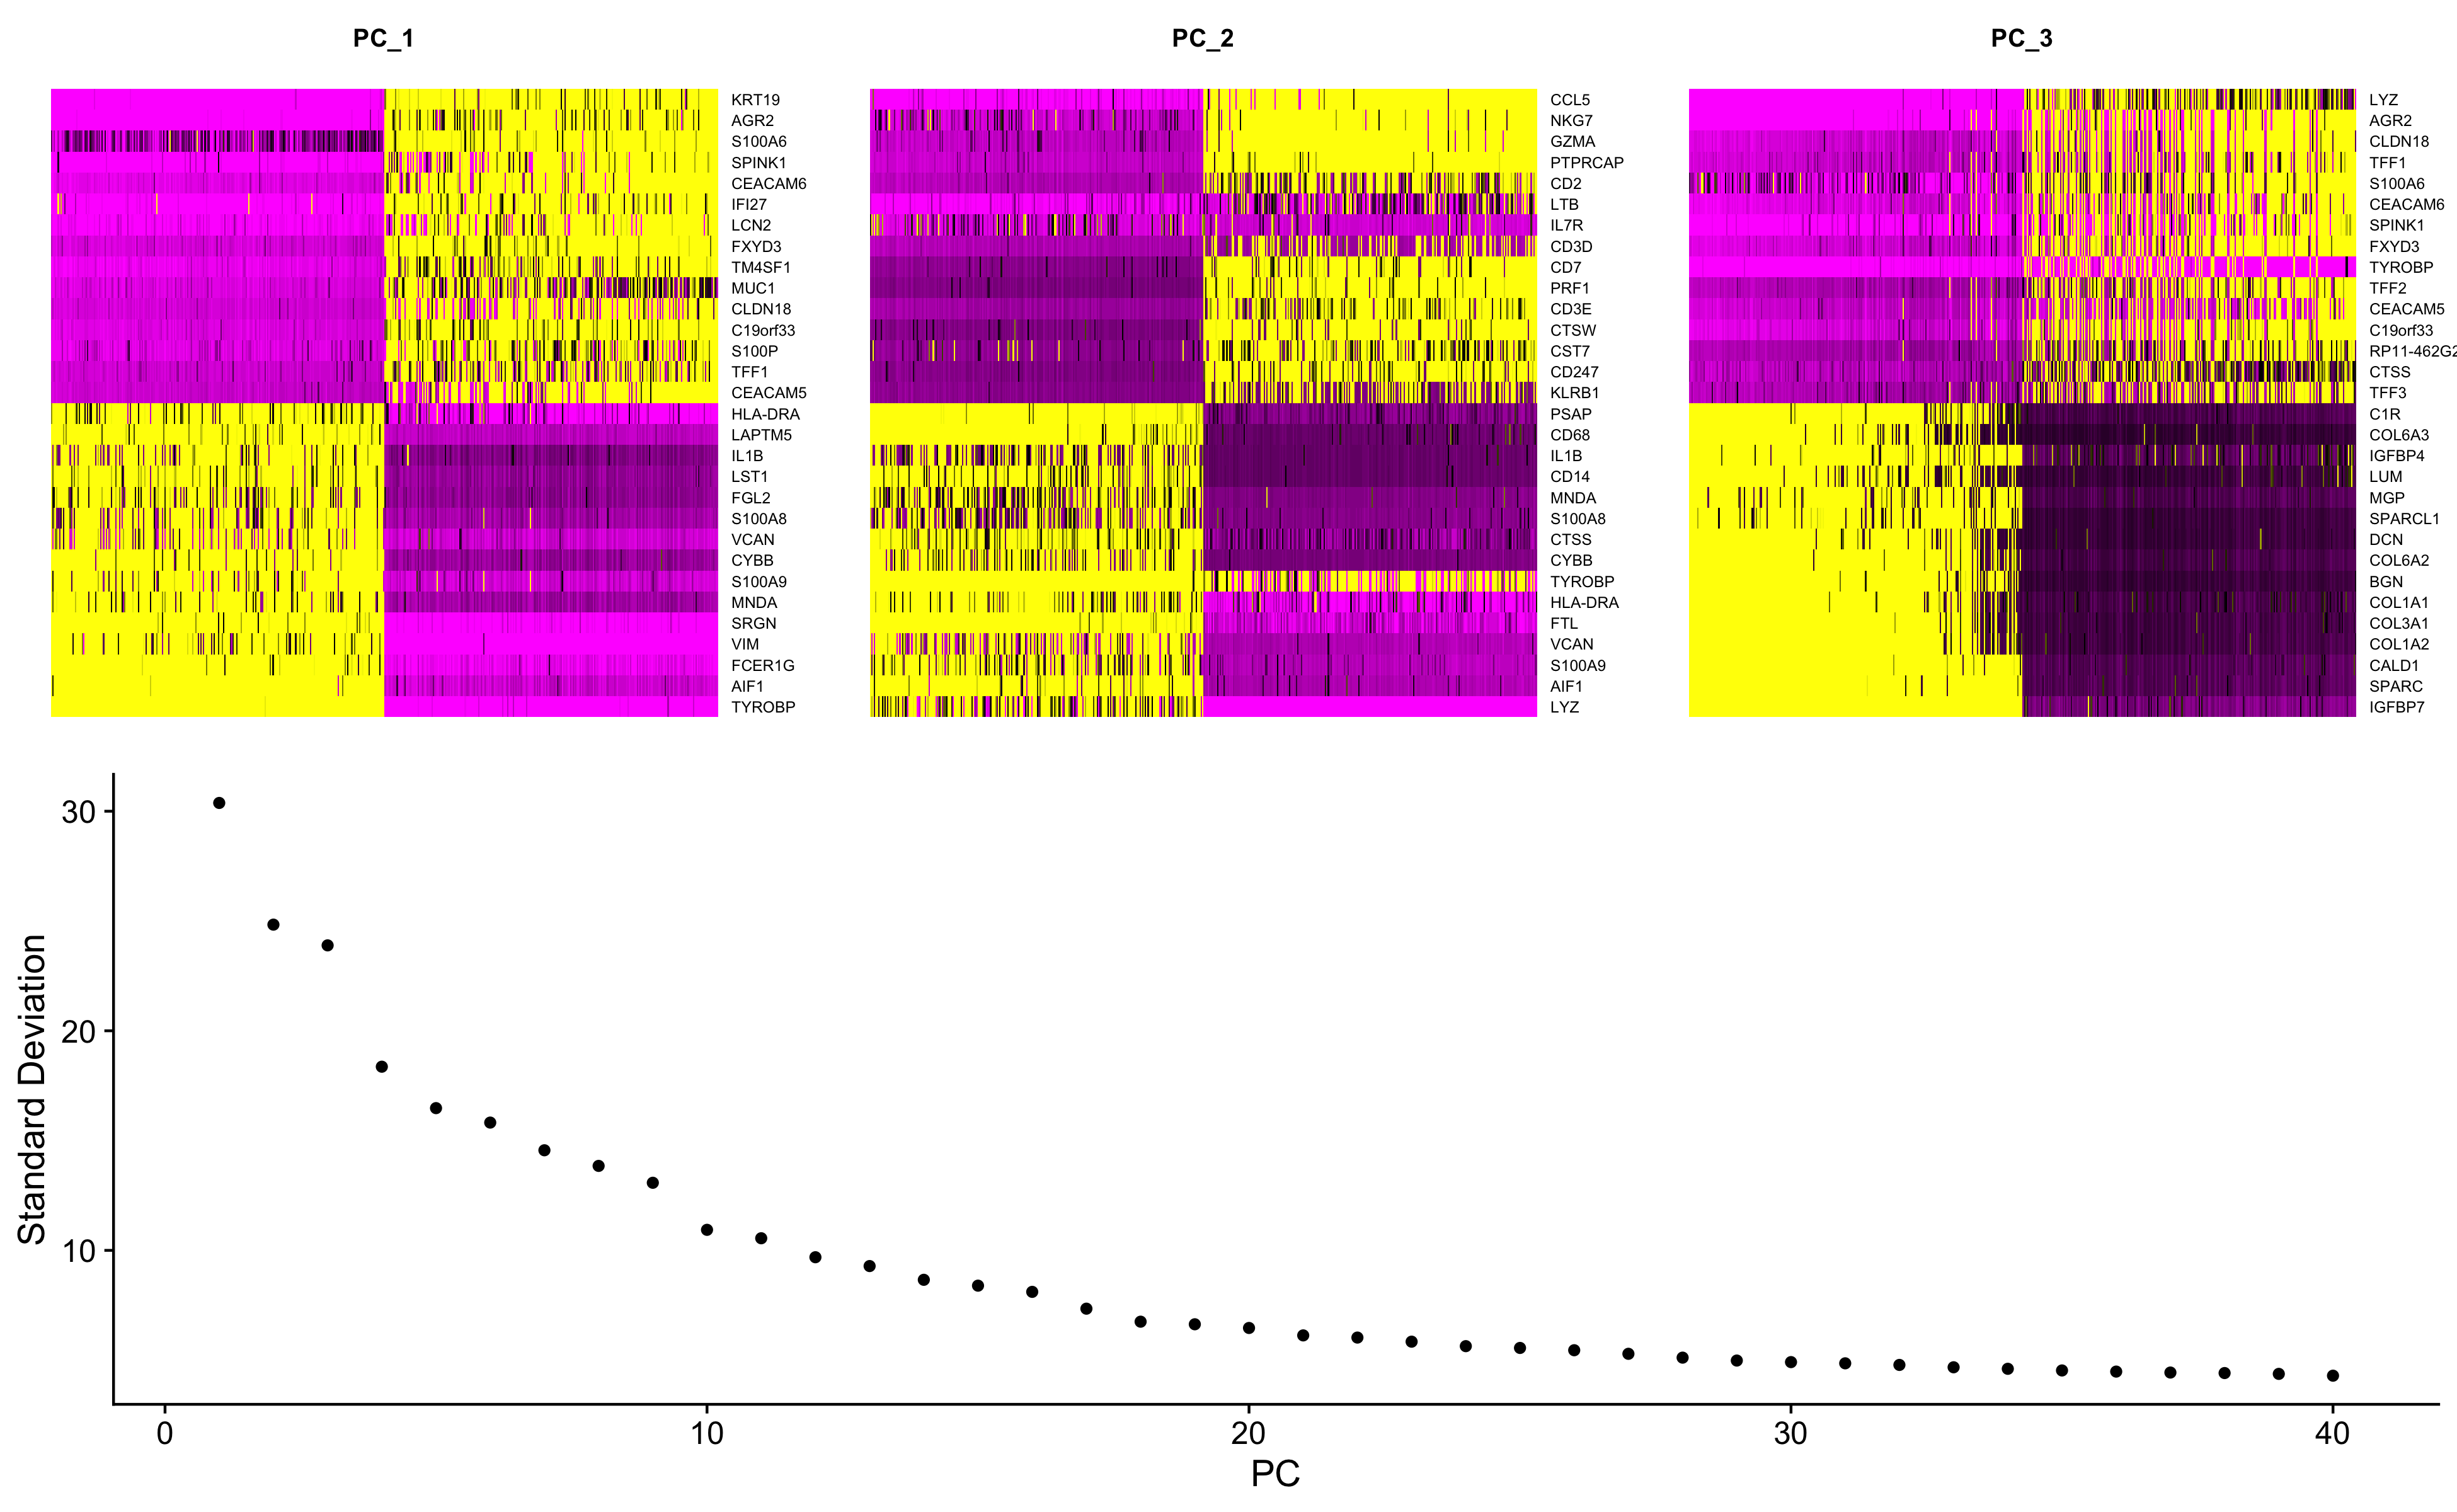 PC_1
KRT19
AGR2
S100A6
SPINK1
CEACAM6
IFI27
LCN2
FXYD3
TM4SF1
MUC1
CLDN18
C19orf33
S100P
TFF1
CEACAM5
HLA-DRA
LAPTM5
IL1B
LST1
FGL2
S100A8
VCAN
CYBB
S100A9
MNDA
SRGN
VIM
FCER1G
AIF1
TYROBP
PC_2
CCL5
NKG7
GZMA
PTPRCAP
CD2
LTB
IL7R
CD3D
CD7
PRF1
CD3E
CTSW
CST7
CD247
KLRB1
PSAP
CD68
IL1B
CD14
MNDA
S100A8
CTSS
CYBB
TYROBP
HLA-DRA
FTL
VCAN
S100A9
AIF1
LYZ
PC_3
LYZ
AGR2
CLDN18
TFF1
S100A6
CEACAM6
SPINK1
FXYD3
TYROBP
TFF2
CEACAM5
C19orf33
RP11-462G2
CTSS
TFF3
C1R
COL6A3
IGFBP4
LUM
MGP
SPARCL1
DCN
COL6A2
BGN
COL1A1
COL3A1
COL1A2
CALD1
SPARC
IGFBP7
Standard Deviation
30
20
10
0 10 20 30 40
PC